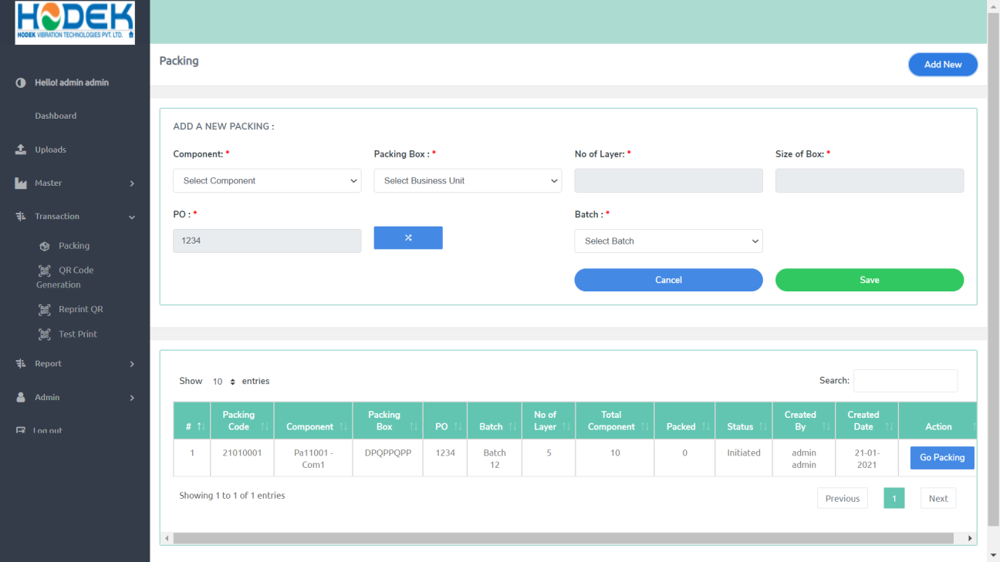 HODEK
HODEK VIBRATION TECHNOLOGIES PVT. LTD.
Hello! admin admin
Dashboard
Uploads
Master
Transaction
Packing
QR Code
Generation
Reprint QR
Test Print
Report
Admin
Log out
Packing
Add New
ADD A NEW PACKING :
Component: *
Packing Box : *
No of Layer: *
Size of Box: *
Select Component
Select Business Unit
PO : *
Batch : *
1234
Select Batch
Cancel
Save
Show 10 entries
Search:
# Packing Code Component Packing Box PO Batch No of Layer Total Component Packed Status Created By Created Date Action
1 21010001 Pa11001 - Com1 DPQPPQPP 1234 Batch 12 5 10 0 Initiated admin admin 21-01-2021 Go Packing
Showing 1 to 1 of 1 entries
Previous 1 Next